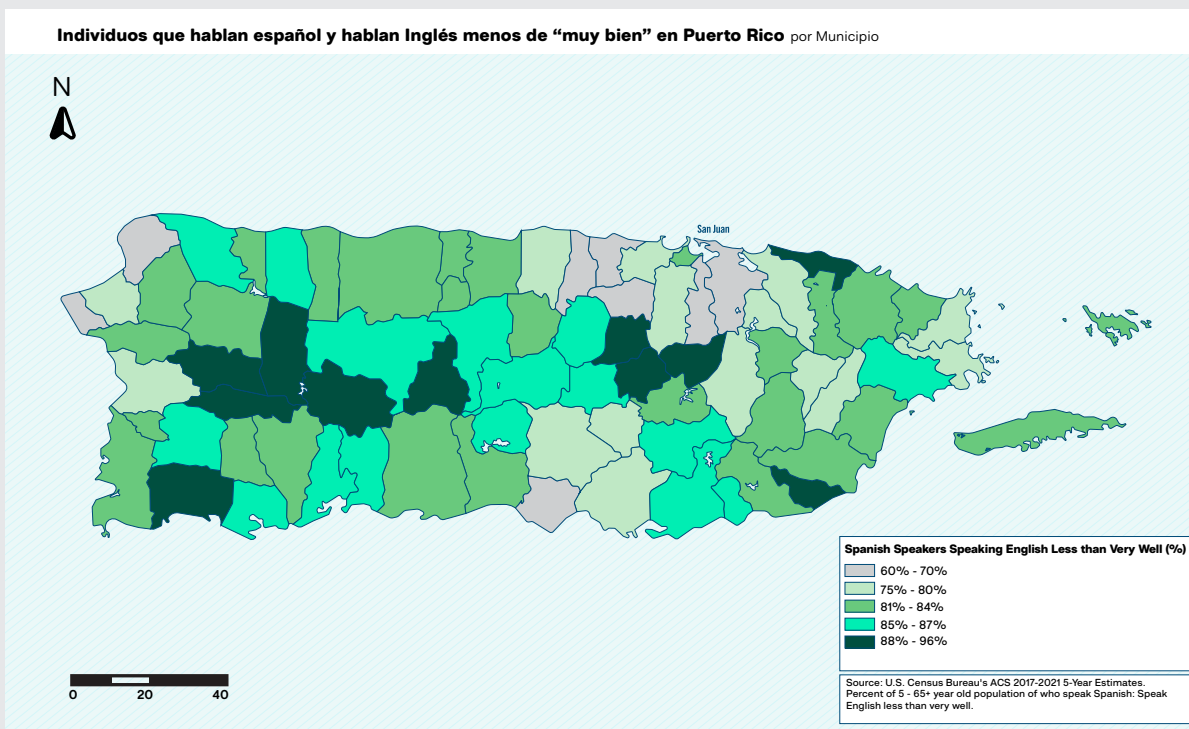 Individuos que hablan español y hablan Inglés menos de “muy bien” en Puerto Rico por Municipio
N
San Juan
Spanish Speakers Speaking English Less than Very Well (%)
60% - 70%
75% - 80%
81% - 84%
85% - 87%
88% - 96%
0 20 40
Source: U.S. Census Bureau's ACS 2017-2021 5-Year Estimates.
Percent of 5 - 65+ year old population of who speak Spanish: Speak
English less than very well.